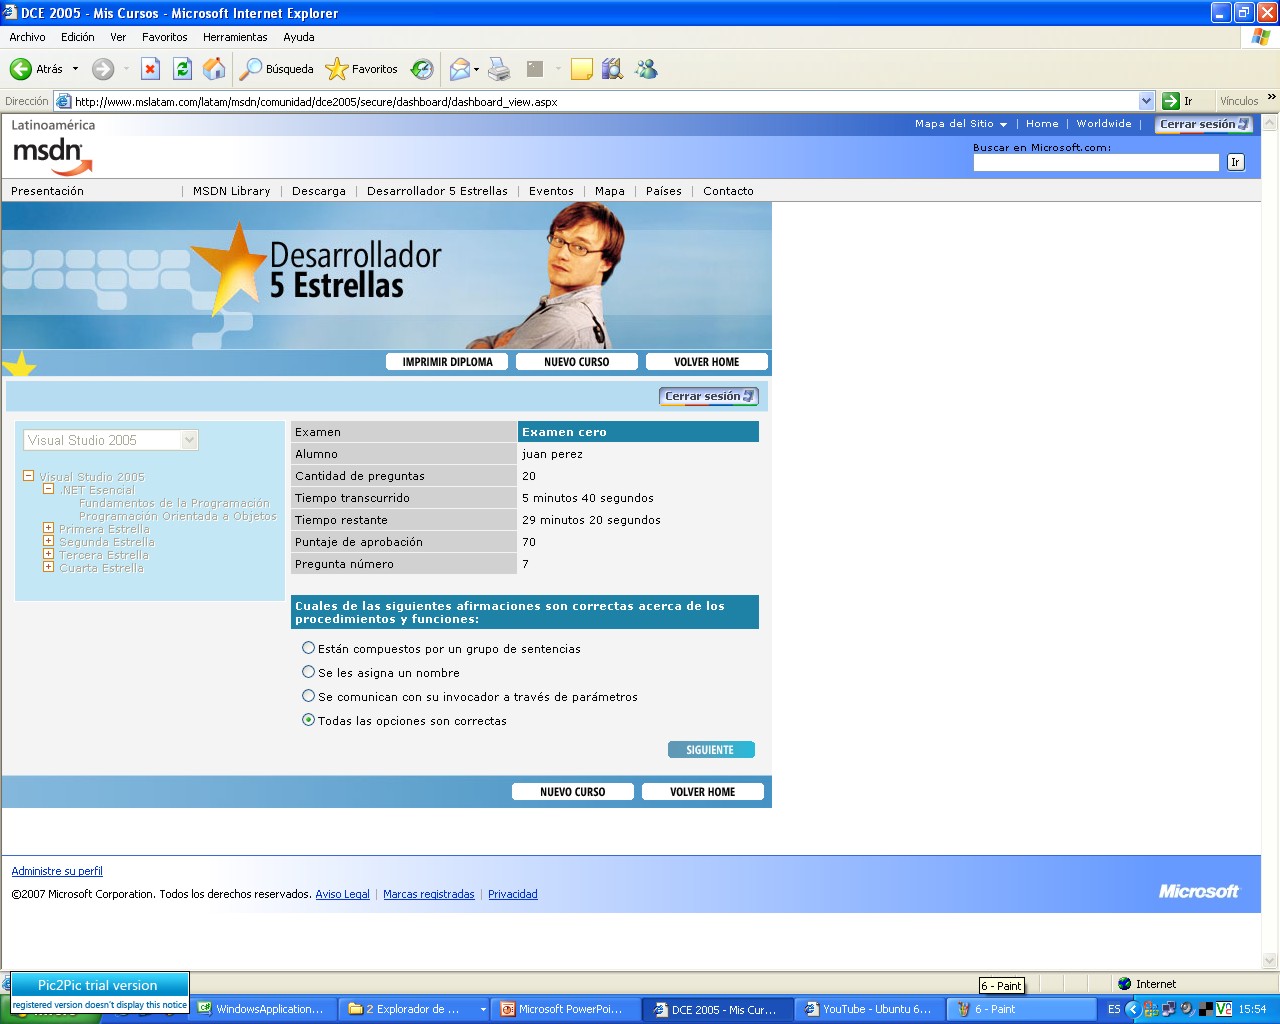 DCE 2005 - Mis Cursos - Microsoft Internet Explorer
Archivo Edición Ver Favoritos Herramientas Ayuda
Atrás Búsqueda Favoritos
Dirección http://www.mslatam.com/latam/msdn/comunidad/dce2005/secure/dashboard/dashboard_view.aspx Ir Vínculos »
Latinoamérica Mapa del Sitio | Home | Worldwide | Cerrar sesión
msdn
Buscar en Microsoft.com:
Ir
Presentación | MSDN Library | Descarga | Desarrollador 5 Estrellas | Eventos | Mapa | Países | Contacto
Desarrollador
5 Estrellas
IMPRIMIR DIPLOMA NUEVO CURSO VOLVER HOME
Cerrar sesión
Visual Studio 2005
Visual Studio 2005
.NET Esencial
Fundamentos de la Programación
Programación Orientada a Objetos
Primera Estrella
Segunda Estrella
Tercera Estrella
Cuarta Estrella
Examen Examen cero
Alumno juan perez
Cantidad de preguntas 20
Tiempo transcurrido 5 minutos 40 segundos
Tiempo restante 29 minutos 20 segundos
Puntaje de aprobación 70
Pregunta número 7
Cuales de las siguientes afirmaciones son correctas acerca de los
procedimientos y funciones:
Están compuestos por un grupo de sentencias
Se les asigna un nombre
Se comunican con su invocador a través de parámetros
Todas las opciones son correctas
SIGUIENTE
NUEVO CURSO VOLVER HOME
Administre su perfil
©2007 Microsoft Corporation. Todos los derechos reservados. Aviso Legal | Marcas registradas | Privacidad
Microsoft
Pic2Pic trial version
registered version doesn't display this notice
6 - Paint
Internet
WindowsApplication... 2 Explorador de ... Microsoft PowerPoi... DCE 2005 - Mis Cur... YouTube - Ubuntu 6... 6 - Paint ES 15:54